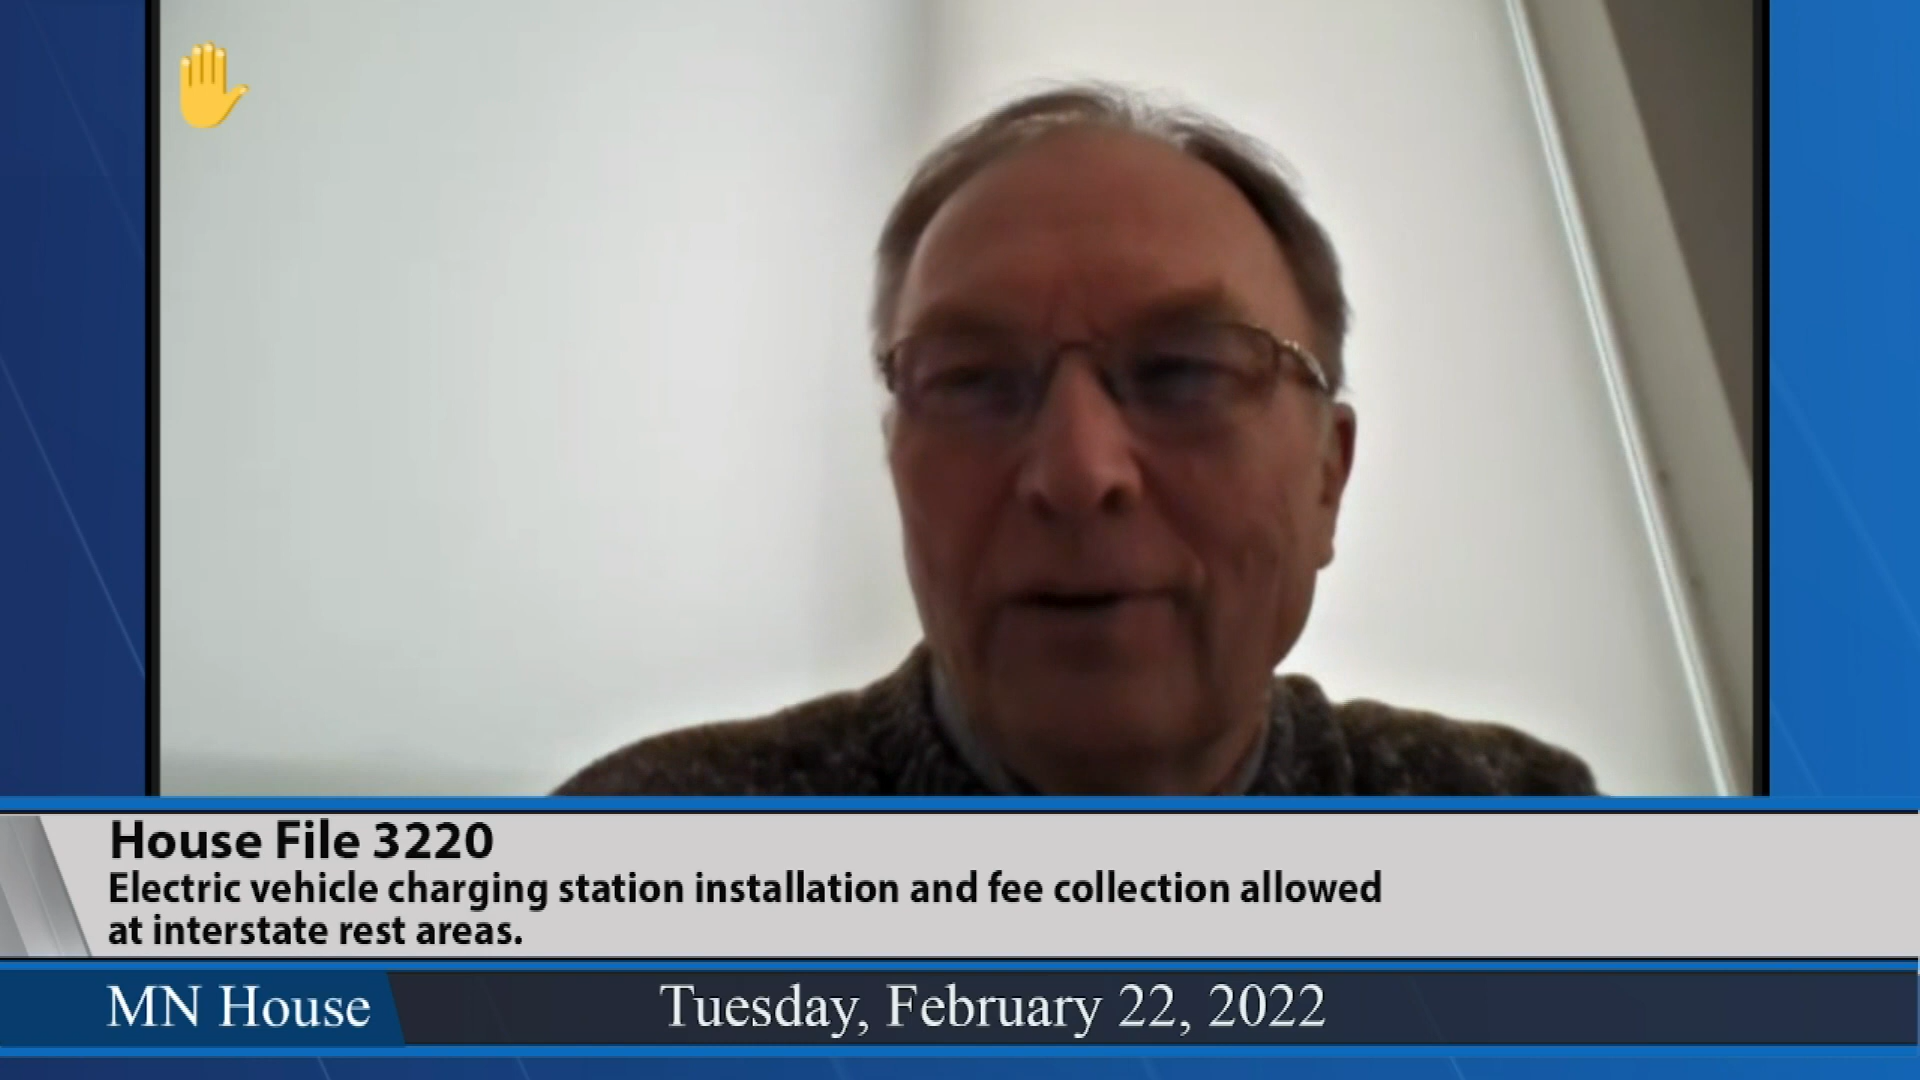 House File 3220
Electric vehicle charging station installation and fee collection allowed
at interstate rest areas.
MN House
Tuesday, February 22, 2022